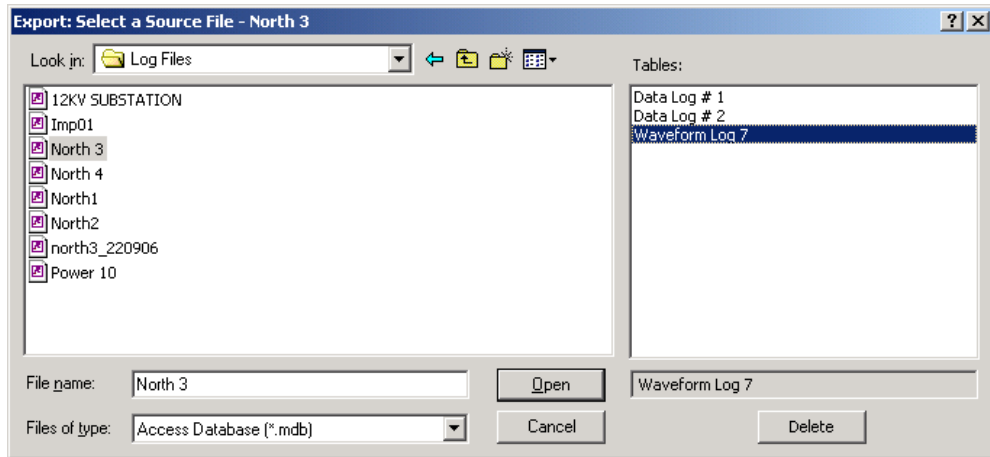 Export: Select a Source File - North 3
Look in: Log Files
Tables:
12KV SUBSTATION
Imp01
North 3
North 4
North1
North2
north3_220906
Power 10
Data Log # 1
Data Log # 2
Waveform Log 7
File name: North 3 Open Waveform Log 7
Files of type: Access Database (*.mdb) Cancel Delete